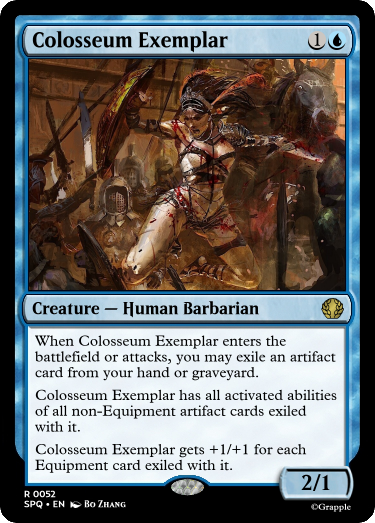 Colosseum Exemplar
1
Creature — Human Barbarian
When Colosseum Exemplar enters the
battlefield or attacks, you may exile an artifact
card from your hand or graveyard.
Colosseum Exemplar has all activated abilities
of all non-Equipment artifact cards exiled
with it.
Colosseum Exemplar gets +1/+1 for each
Equipment card exiled with it.
2/1
R 0052
SPQ • EN Bo Zhang
©Grapple